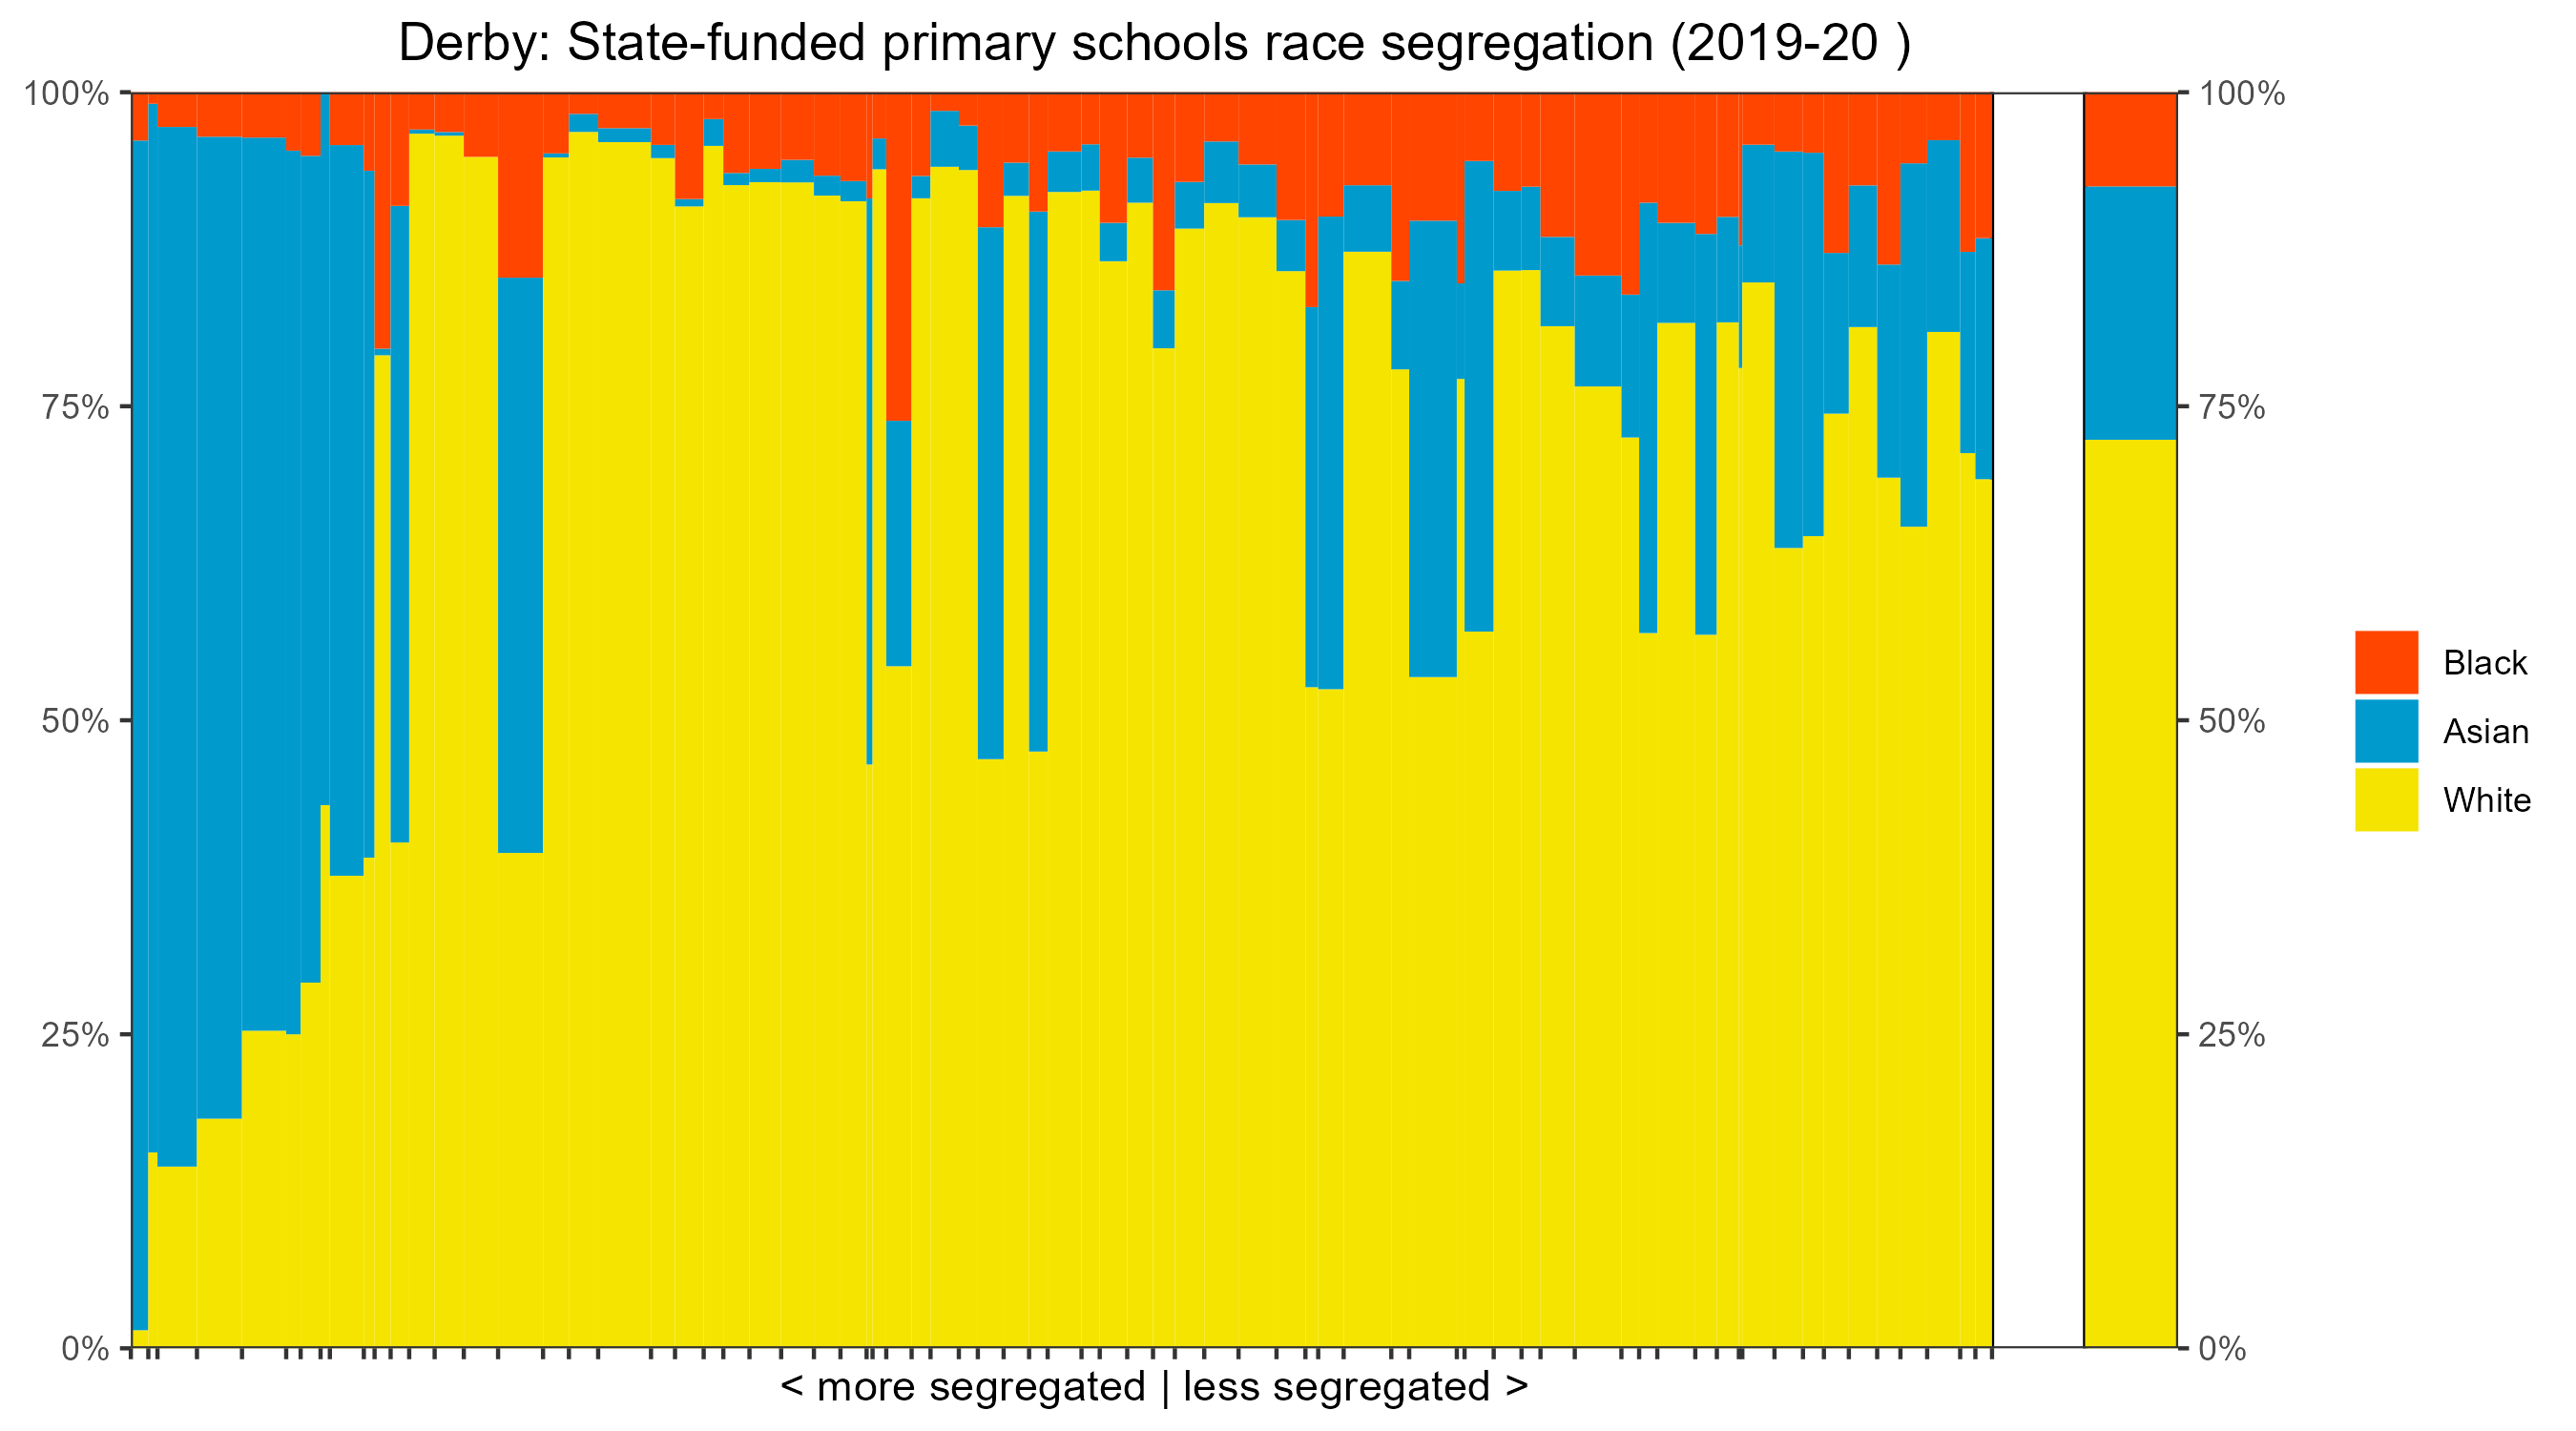 Derby: State-funded primary schools race segregation (2019-20 )
100%
75%
50%
25%
0%
100%
75%
50%
25%
0%
Black
Asian
White
< more segregated | less segregated >